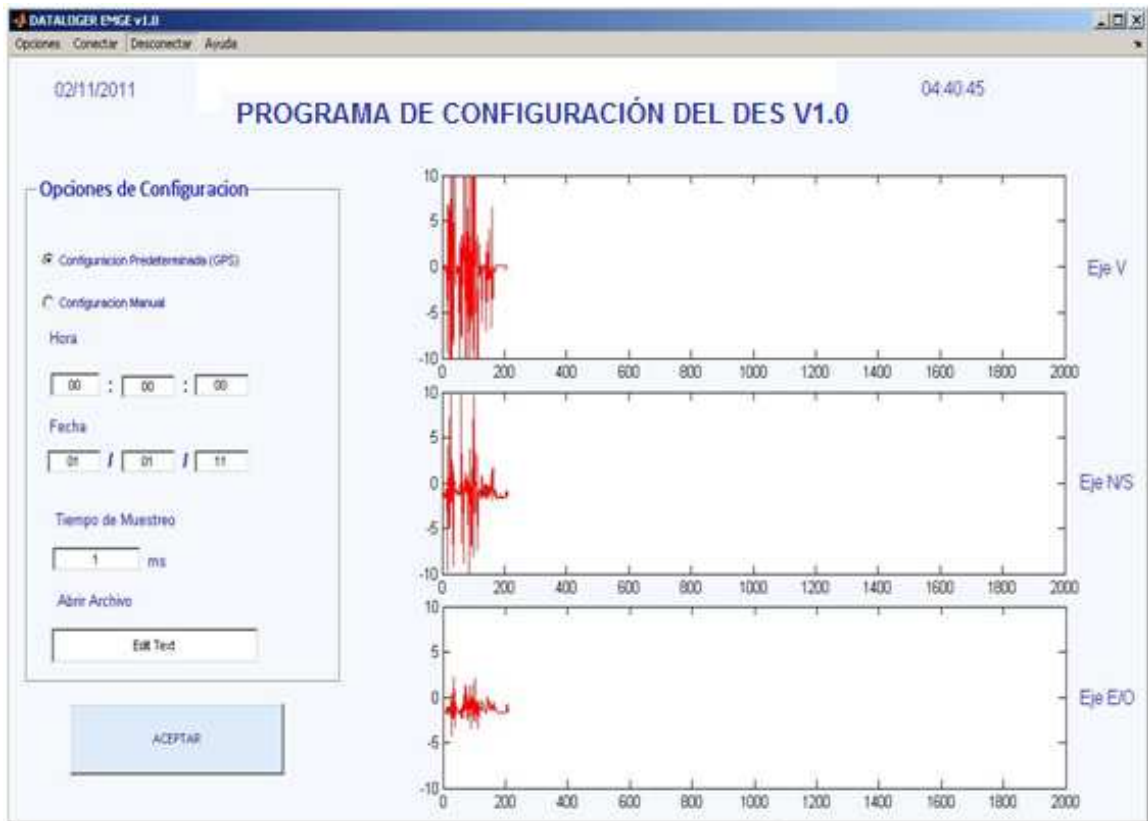 DATALOGER EMGE v1.0
Opciones Conectar Desconectar Ayuda
02/11/2011
04:40:45
PROGRAMA DE CONFIGURACIÓN DEL DES V1.0
Opciones de Configuracion
Configuracion Predeterminada (GPS)
Configuracion Manual
Hora
00 : 00 : 00
Fecha
01 / 01 / 11
Tiempo de Muestreo
1 ms
Abrir Archivo
Edit Text
ACEPTAR
10
5
0
-5
-10
0 200 400 600 800 1000 1200 1400 1600 1800 2000
Eje V
10
5
0
-5
-10
0 200 400 600 800 1000 1200 1400 1600 1800 2000
Eje N/S
10
5
0
-5
-10
0 200 400 600 800 1000 1200 1400 1600 1800 2000
Eje E/O